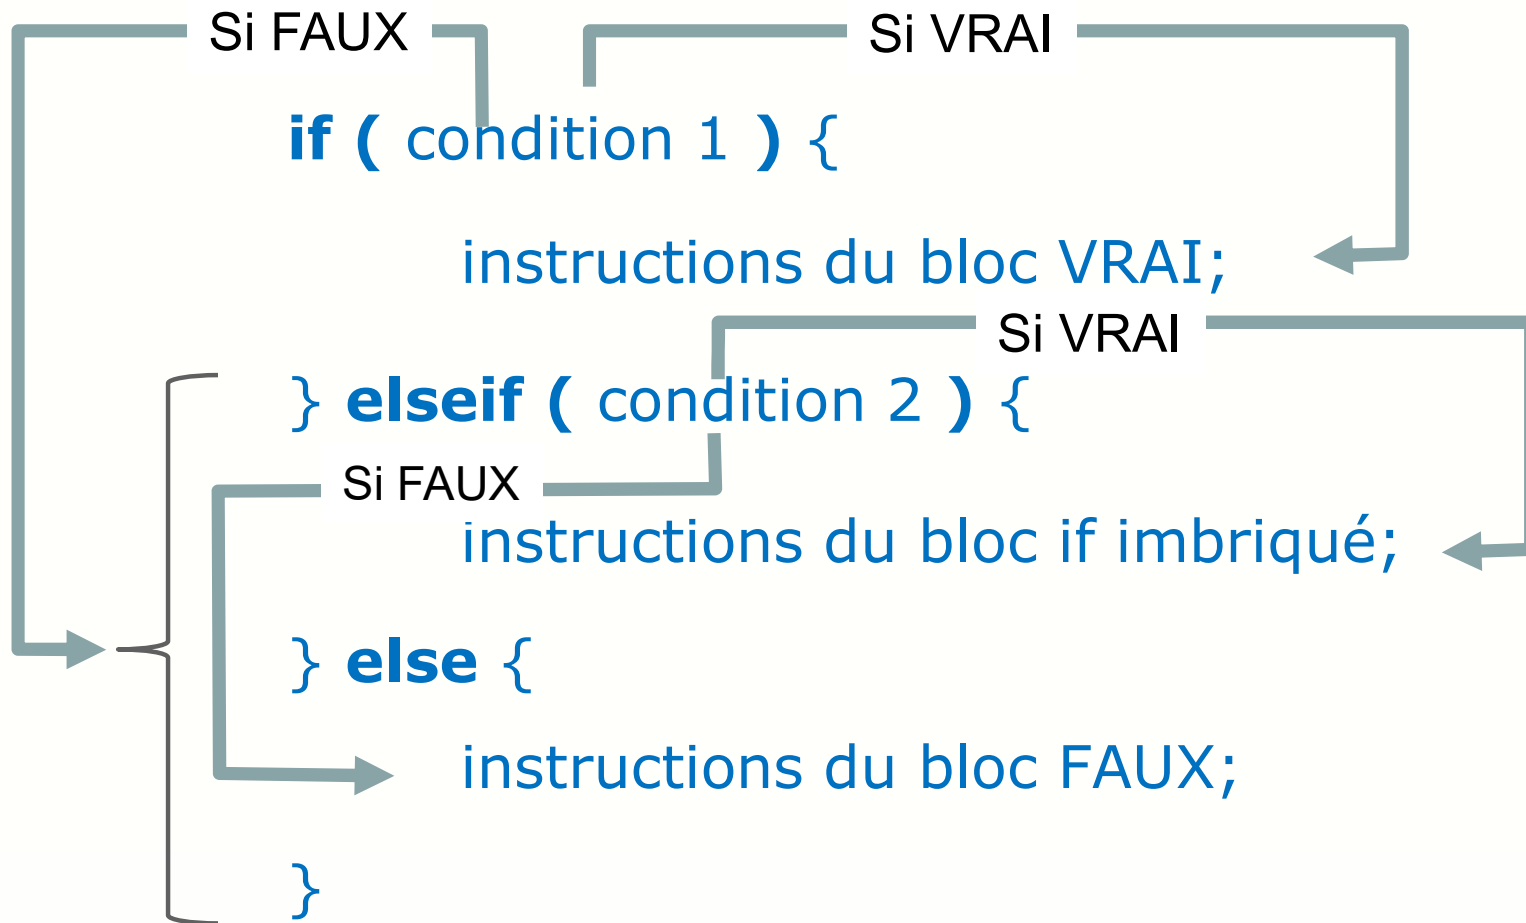 Si FAUX Si VRAI
if ( condition 1 ) {
instructions du bloc VRAI;
Si VRAI
} elseif ( condition 2 ) {
Si FAUX
instructions du bloc if imbriqué;
} else {
instructions du bloc FAUX;
}